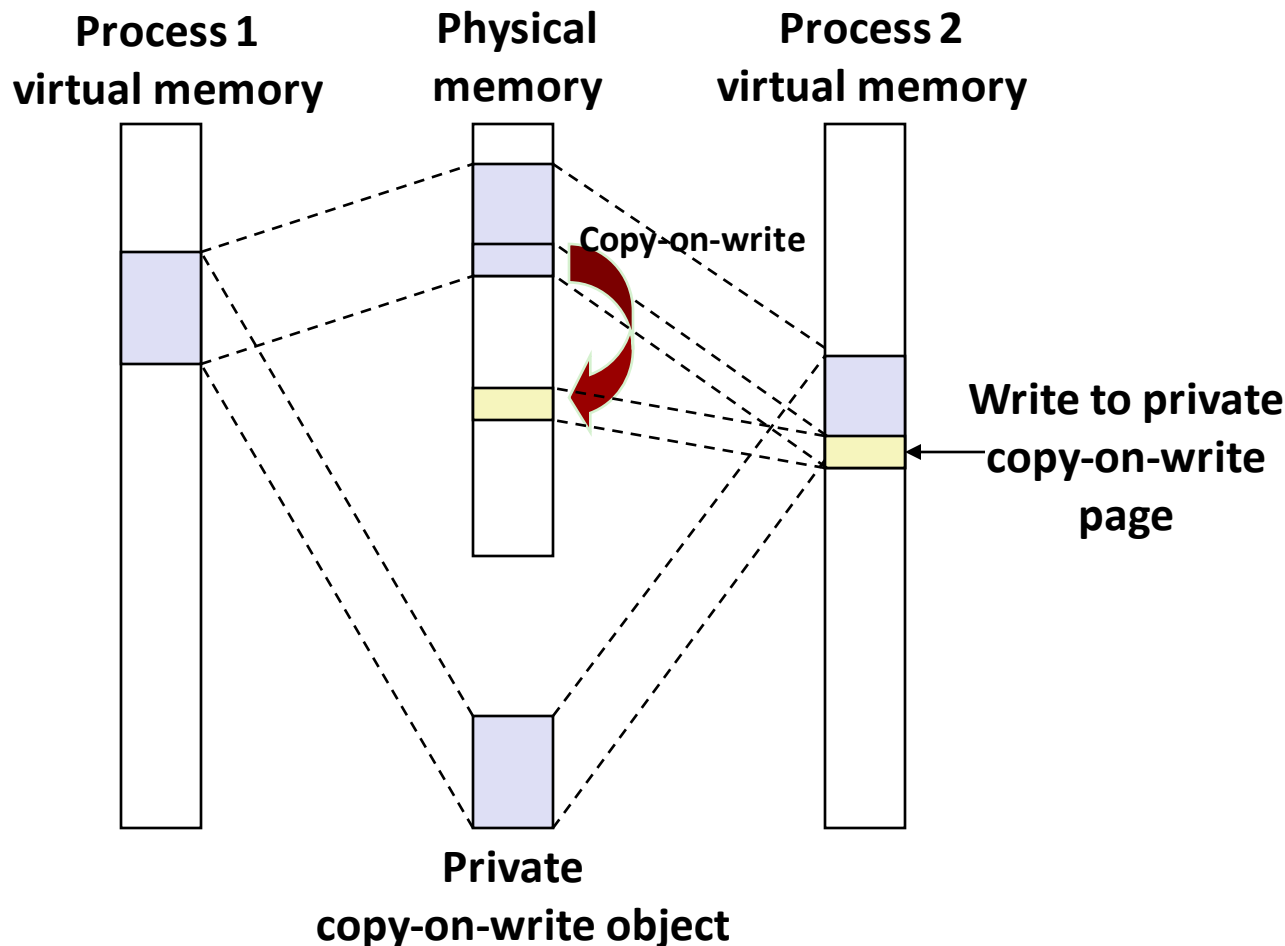 Process 1
virtual memory
Physical
memory
Process 2
virtual memory
Copy-on-write
Write to private
copy-on-write
page
Private
copy-on-write object